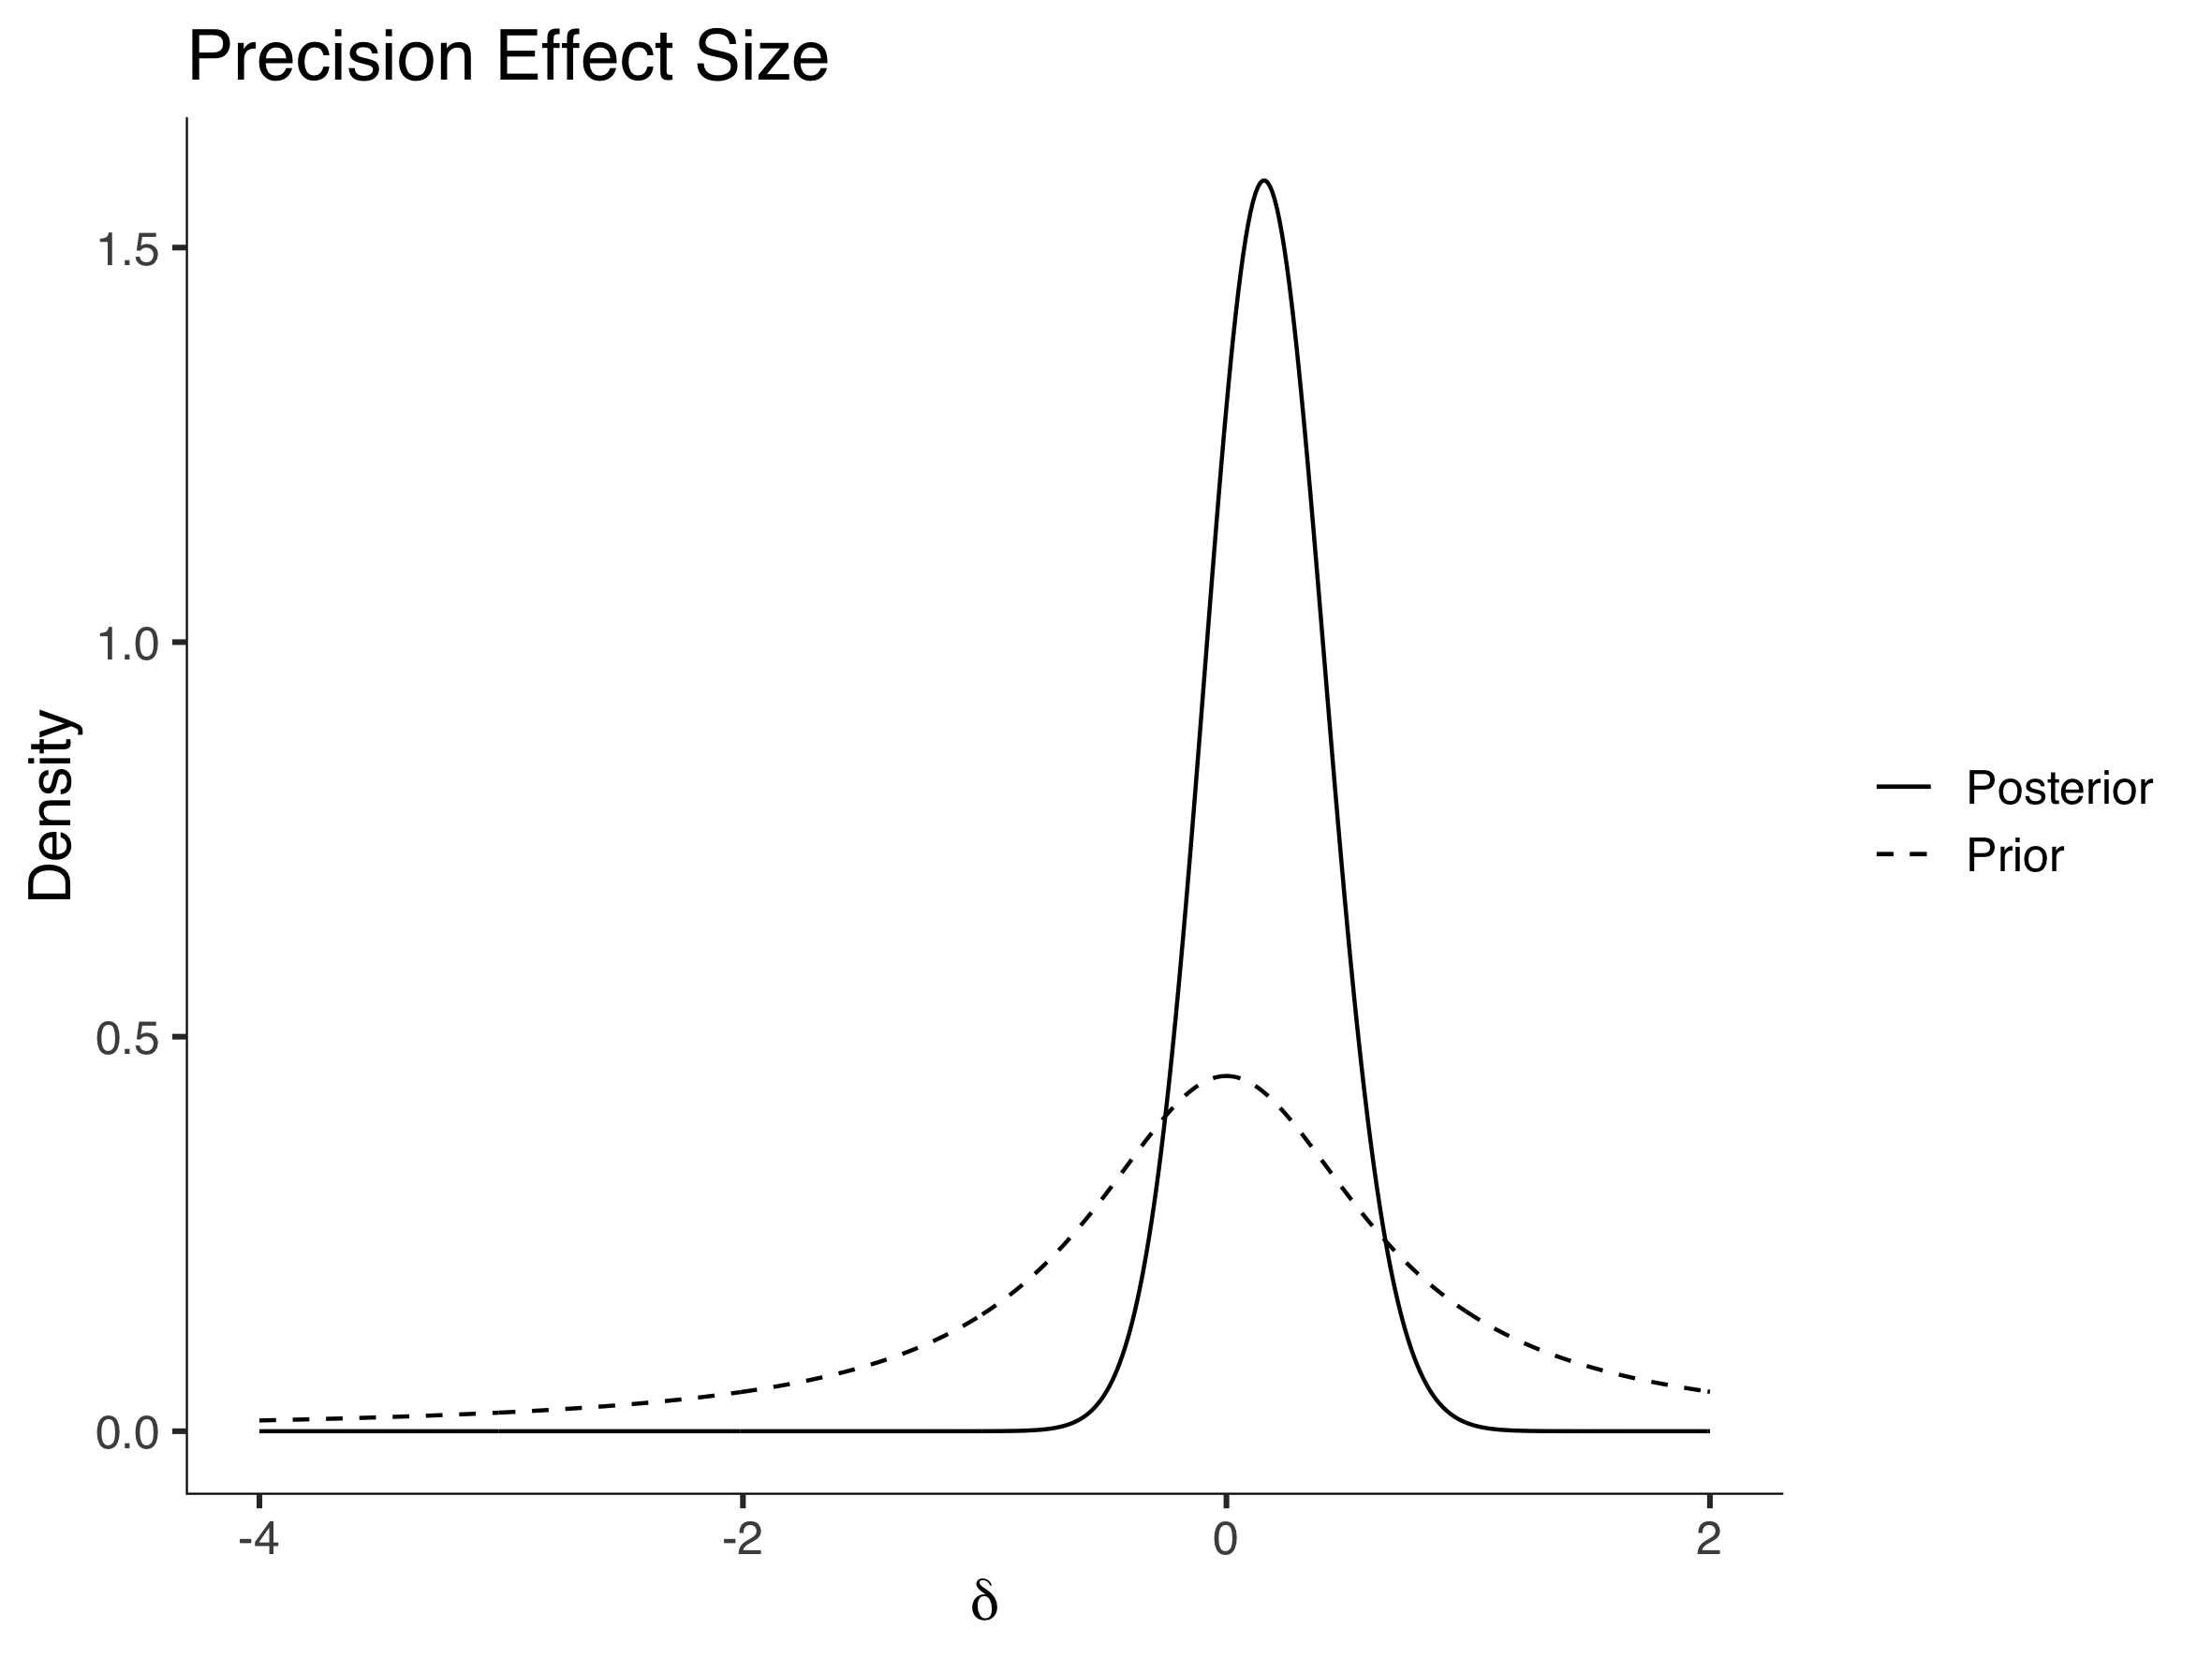 Precision Effect Size
Density
1.5
1.0
0.5
0.0
-4 -2 0 2
δ
Posterior
Prior